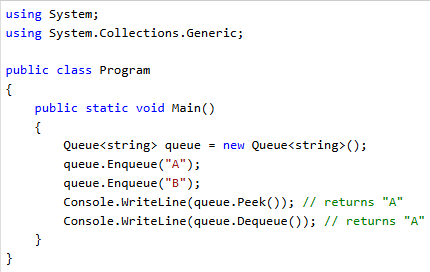 using System;
using System.Collections.Generic;

public class Program
{
    public static void Main()
    {
        Queue<string> queue = new Queue<string>();
        queue.Enqueue("A");
        queue.Enqueue("B");
        Console.WriteLine(queue.Peek()); // returns "A"
        Console.WriteLine(queue.Dequeue()); // returns "A"
    }
}